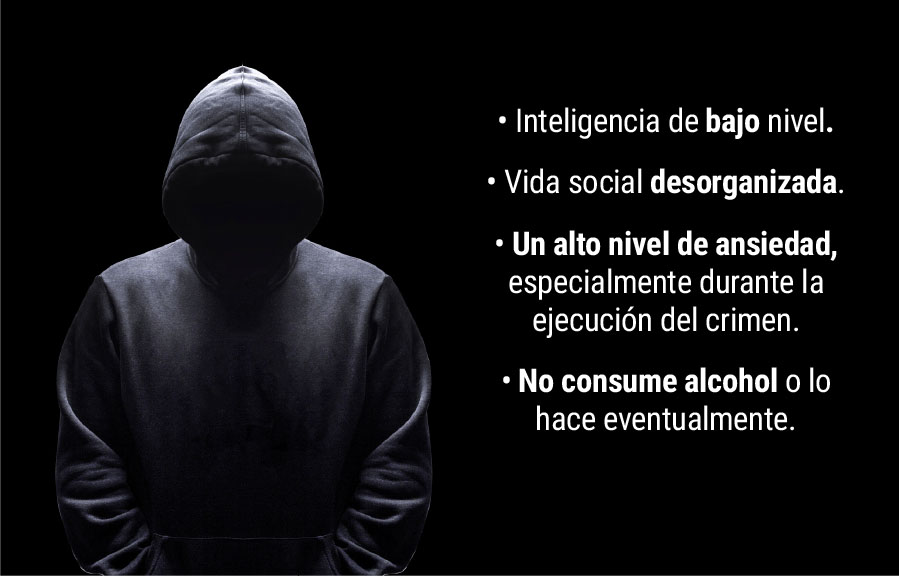 • Inteligencia de bajo nivel.
• Vida social desorganizada.
• Un alto nivel de ansiedad,
especialmente durante la
ejecución del crimen.
• No consume alcohol o lo
hace eventualmente.